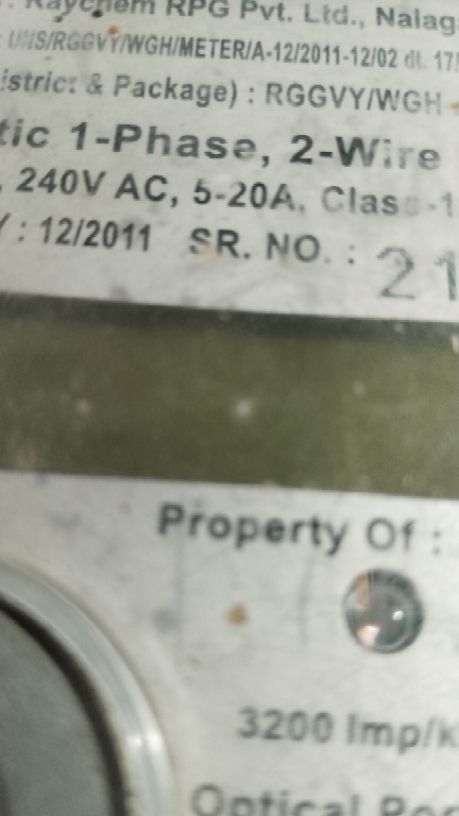 Raychem RPG Pvt. Ltd., Nalag
: UMS/RGGVY/WGH/METER/A-12/2011-12/02 dt. 17
istrict & Package) : RGGVY/WGH -
tic 1-Phase, 2-Wire
, 240V AC, 5-20A, Class-1
Y : 12/2011 SR. NO. : 21
Property Of :
3200 Imp/k
Optical Por